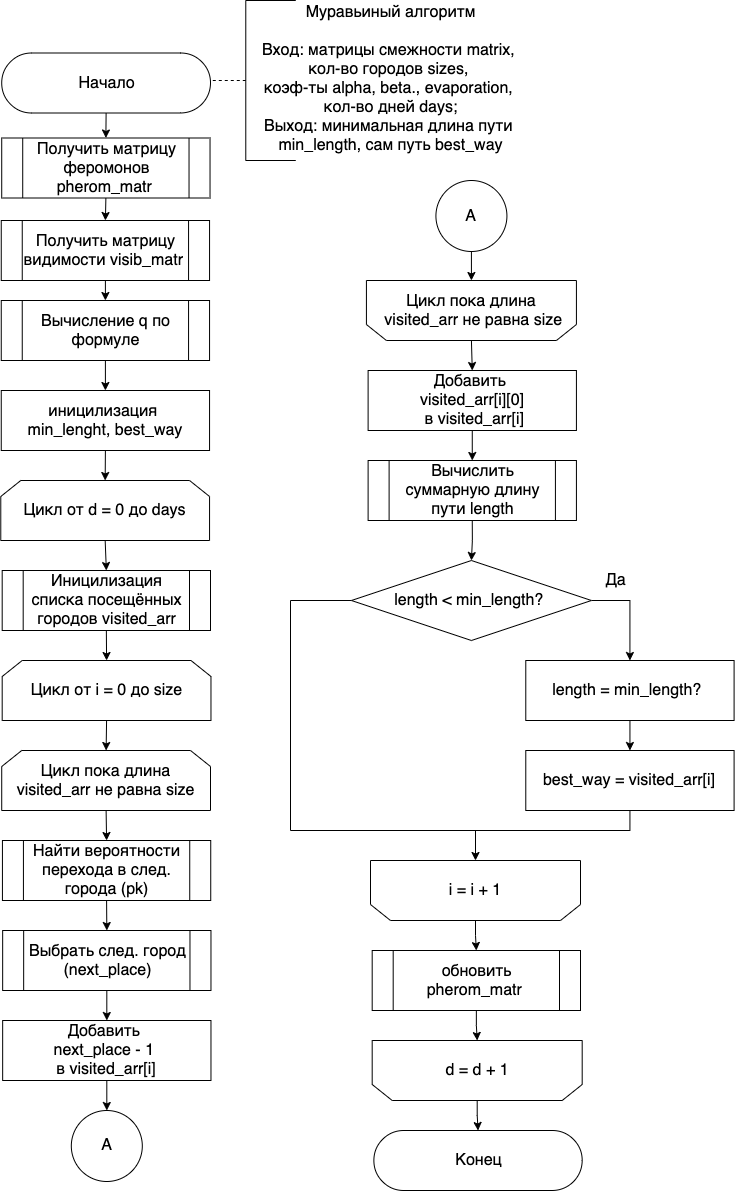 Муравьиный алгоритм
Вход: матрицы смежности matrix,
кол-во городов sizes,
коэф-ты alpha, beta., evaporation,
кол-во дней days;
Выход: минимальная длина пути
min_length, сам путь best_way
Начало
Получить матрицу
феромонов
pherom_matr
Получить матрицу
видимости visib_matr
Вычисление q по
формуле
иницилизация
min_lenght, best_way
Цикл от d = 0 до days
Иницилизация
списка посещённых
городов visited_arr
Цикл от i = 0 до size
Цикл пока длина
visited_arr не равна size
Найти вероятности
перехода в след.
города (pk)
Выбрать след. город
(next_place)
Добавить
next_place - 1
в visited_arr[i]
A
A
Цикл пока длина
visited_arr не равна size
Добавить
visited_arr[i][0]
в visited_arr[i]
Вычислить
суммарную длину
пути length
length < min_length?
Да
length = min_length?
best_way = visited_arr[i]
i = i + 1
обновить
pherom_matr
d = d + 1
Конец